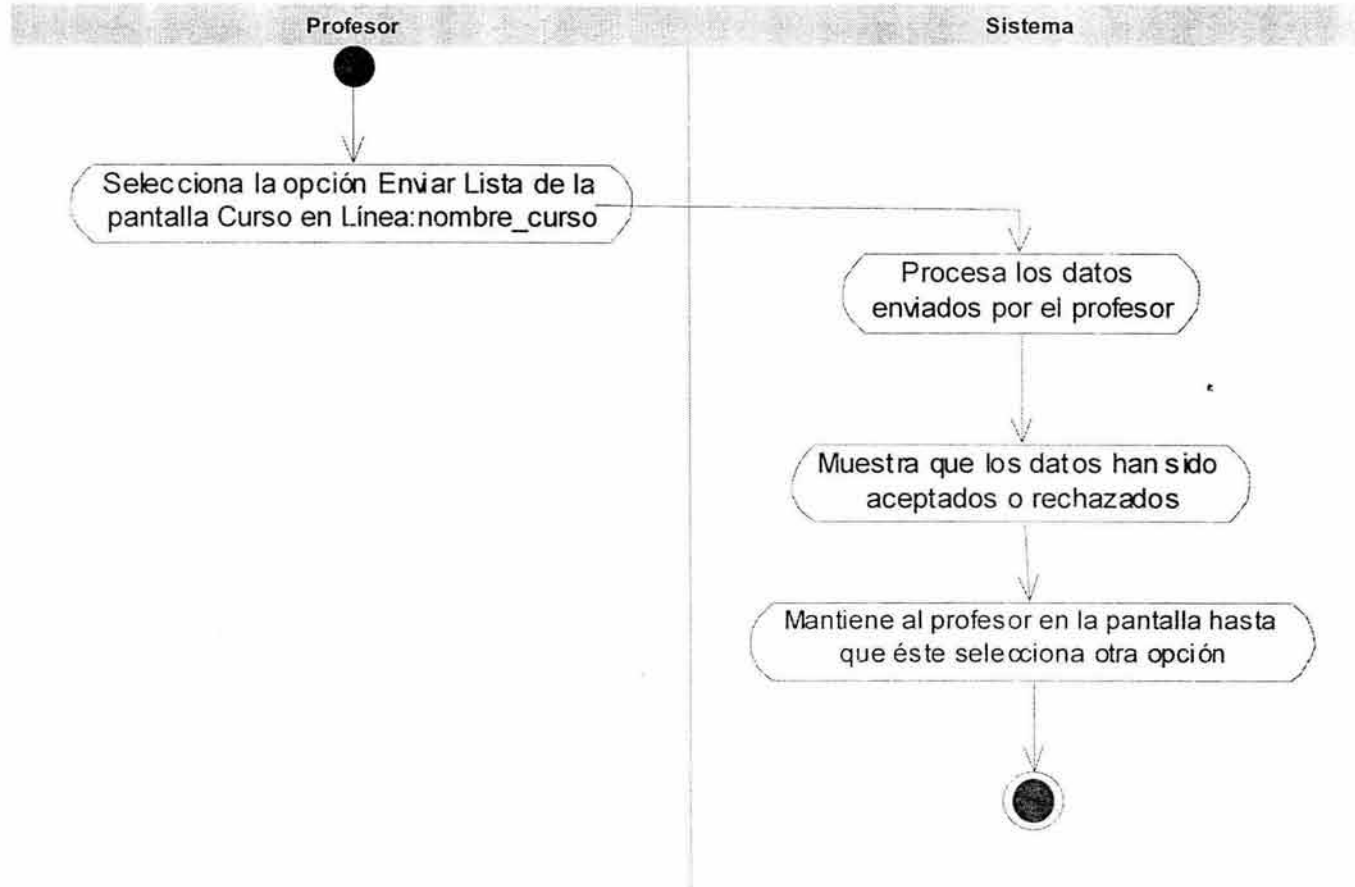 Profesor
Sistema
Selecciona la opción Enviar Lista de la
pantalla Curso en Línea:nombre_curso
Procesa los datos
enviados por el profesor
Muestra que los datos han sido
aceptados o rechazados
Mantiene al profesor en la pantalla hasta
que éste selecciona otra opción